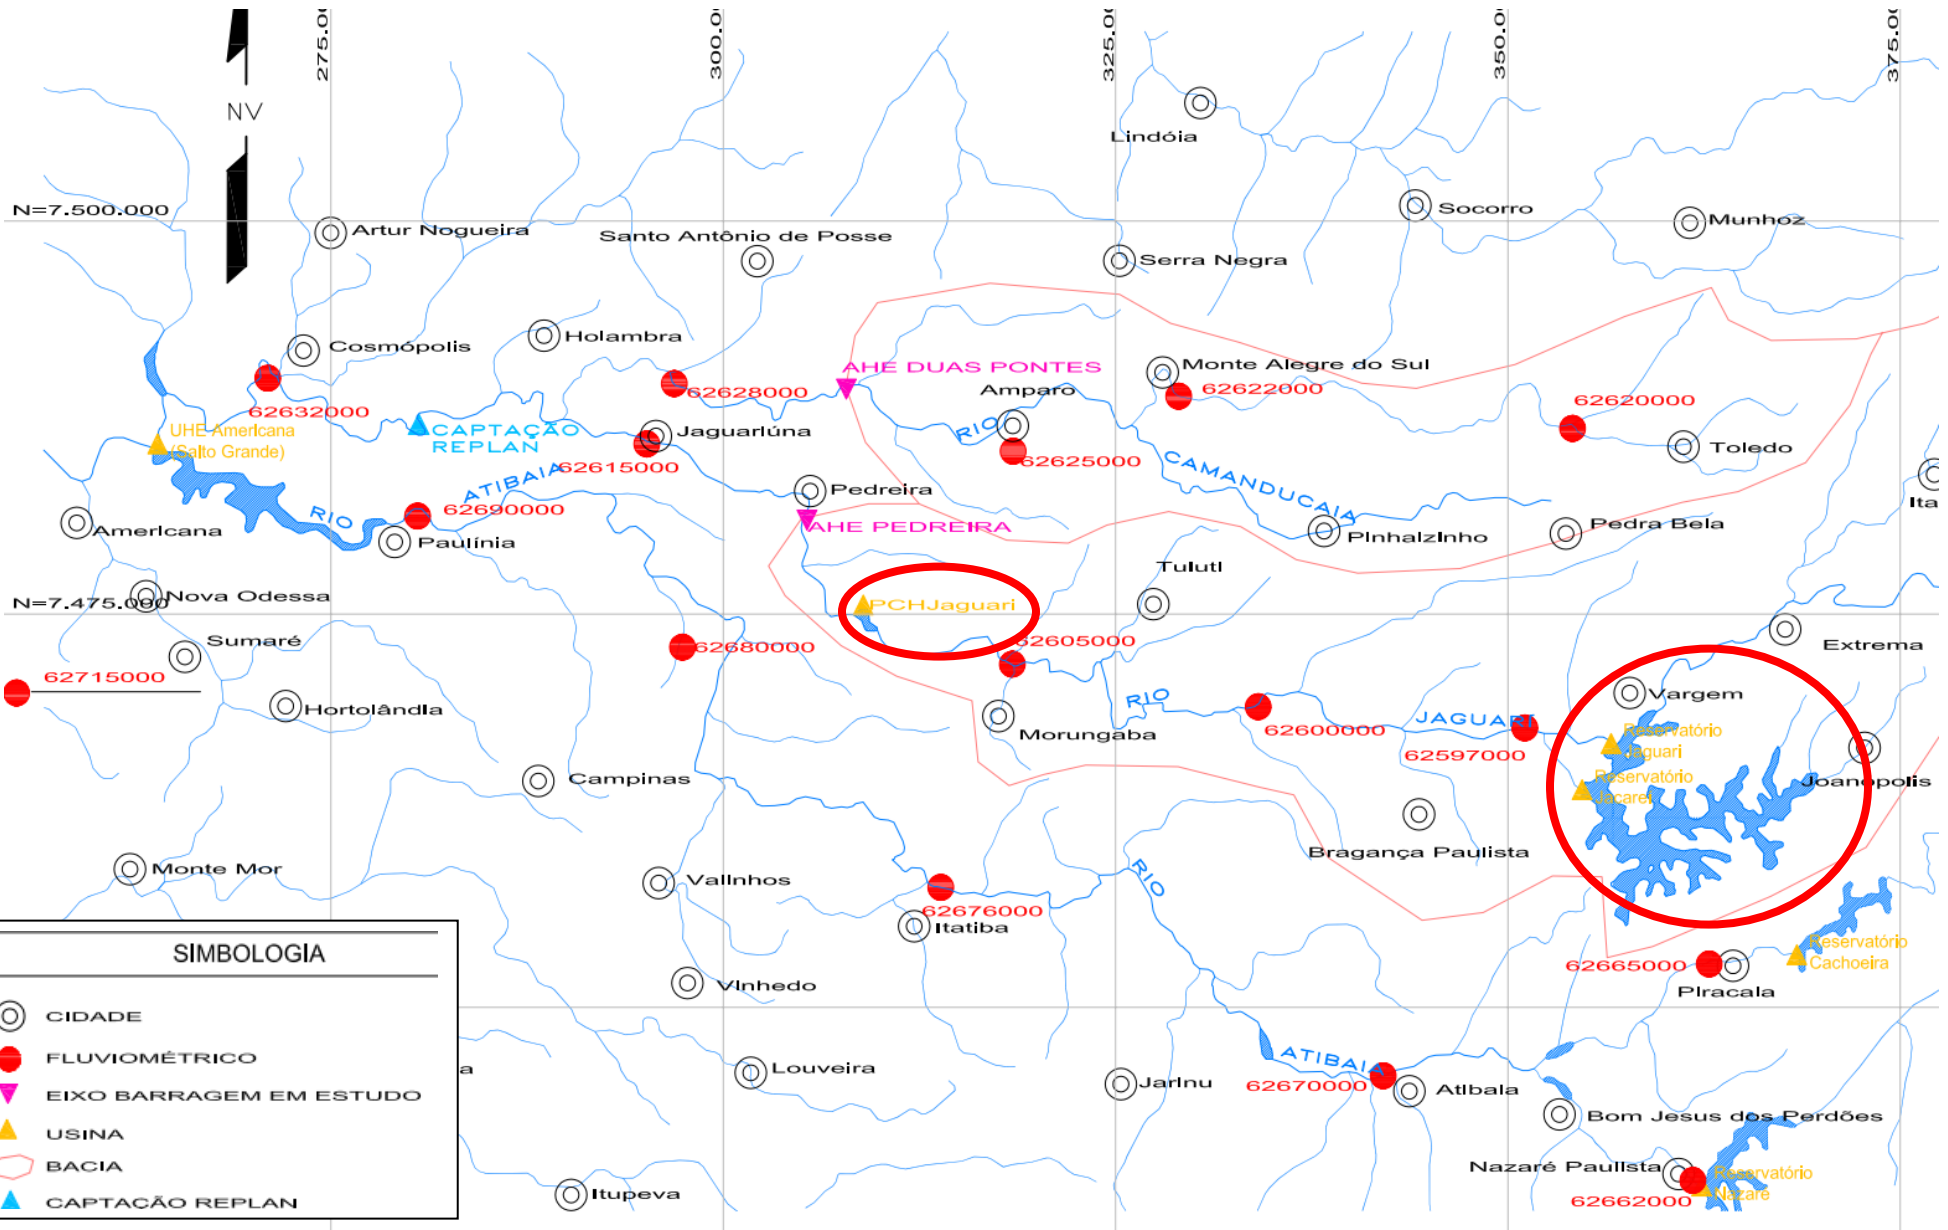 275.00
300.0
325.0
350.0
375.0
NV
Lindóia
N=7.500.000
Socorro
Munhoz
Artur Nogueira
Santo Antônio de Posse
Serra Negra
Holambra
Cosmópolis
AHE DUAS PONTES
Monte Alegre do Sul
62628000
Amparo
62622000
62620000
62632000
UHE Americana
(Salto Grande)
CAPTAÇÃO
REPLAN
Jaguariúna
RIO
Toledo
62615000
62625000
CAMANDUCAIA
ATIBAIA
Pedreira
Ita
62690000
RIO
AHE PEDREIRA
Americana
Paulínia
Pinhalzinho
Pedra Bela
Tuiuti
Nova Odessa
N=7.475.000
PCHJaguari
Sumaré
62680000
62605000
Extrema
62715000
Hortolândia
RIO
Vargem
Morungaba
62600000
JAGUARI
62597000
Reservatório
Jaguari
Reservatório
Jacareí
Joanópolis
Campinas
Bragança Paulista
Monte Mor
Valinhos
RIO
62676000
Itatiba
Reservatório
Cachoeira
62665000
Piracaia
Vinhedo
ATIBAIA
62670000
Atibaia
Louveira
Jarinu
a
Bom Jesus dos Perdões
Nazaré Paulista
Reservatório
Nazaré
62662000
Itupeva
SIMBOLOGIA
CIDADE
FLUVIOMÉTRICO
EIXO BARRAGEM EM ESTUDO
USINA
BACIA
CAPTAÇÃO REPLAN